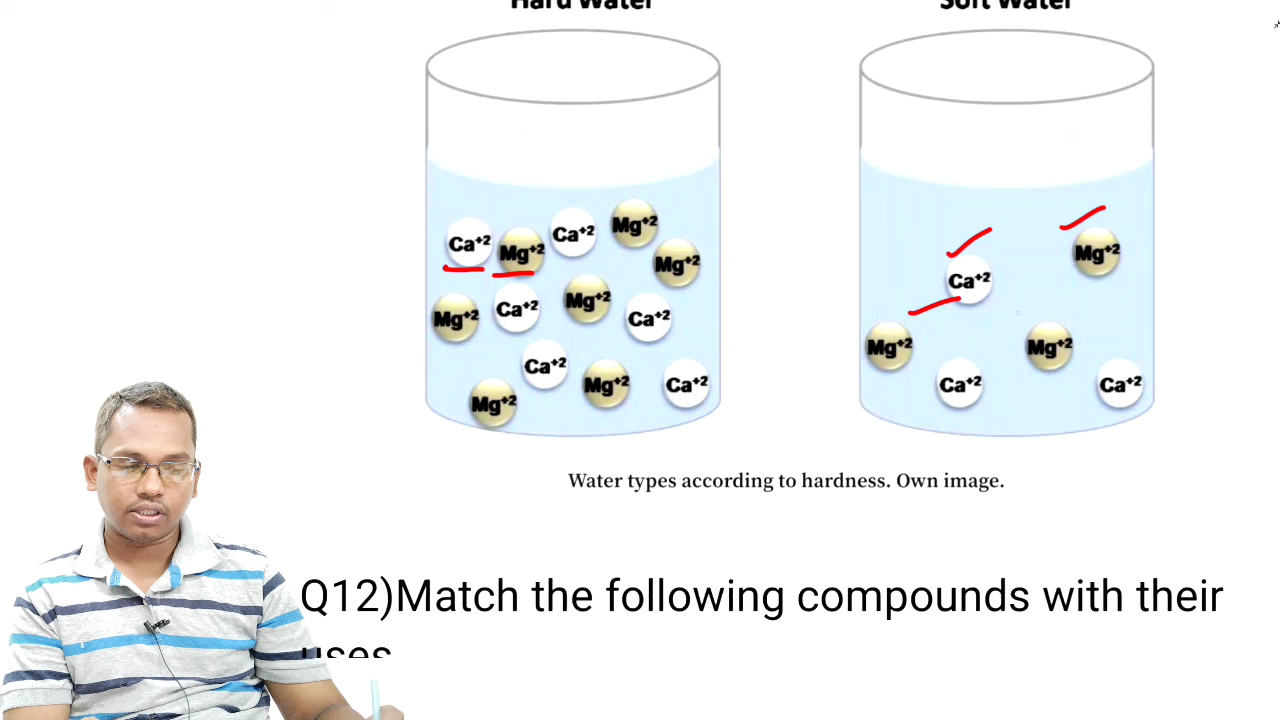 Hard Water Soft Water
Ca+2 Mg+2 Ca+2 Mg+2
Mg+2
Mg+2 Ca+2 Mg+2 Ca+2
Ca+2 Mg+2 Ca+2
Mg+2
Ca+2 Mg+2
Mg+2 Mg+2
Ca+2 Ca+2
Water types according to hardness. Own image.
Q12)Match the following compounds with their
uses